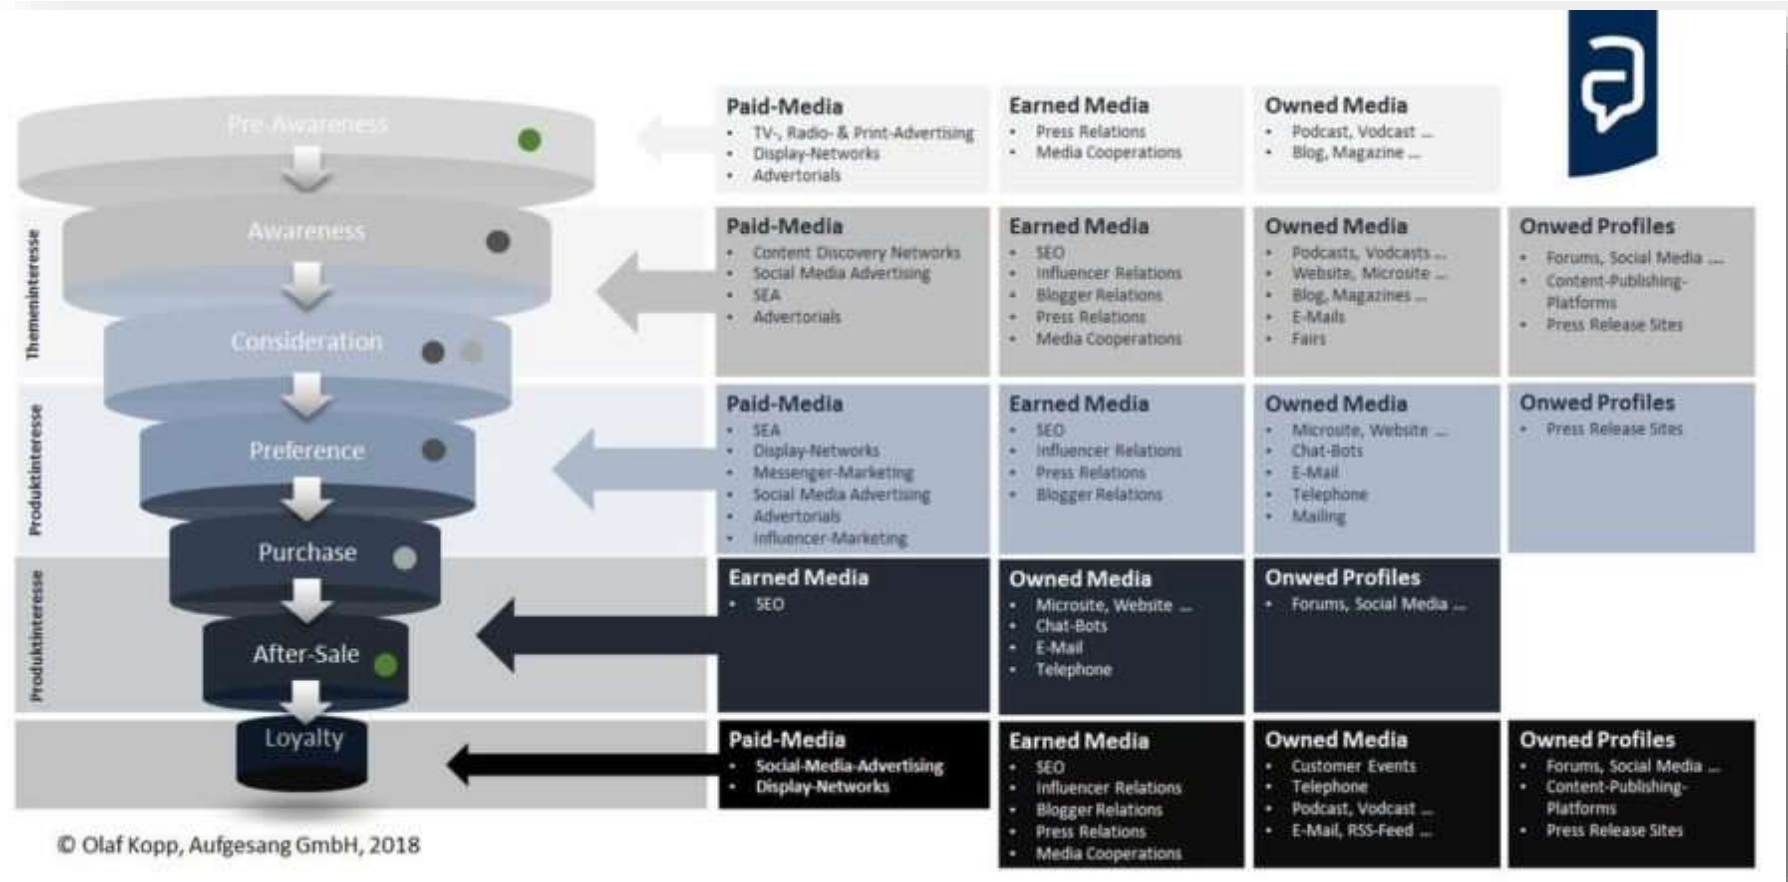 Pre-Awareness
Awareness
Consideration
Preference
Purchase
After-Sale
Loyalty
Themeninteresse
Produktinteresse
Produktinteresse
Paid-Media
• TV-, Radio- & Print-Advertising
• Display-Networks
• Advertorials
Earned Media
• Press Relations
• Media Cooperations
Owned Media
• Podcast, Vodcast ...
• Blog, Magazine ...
Paid-Media
• Content Discovery Networks
• Social Media Advertising
• SEA
• Advertorials
Earned Media
• SEO
• Influencer Relations
• Blogger Relations
• Press Relations
• Media Cooperations
Owned Media
• Podcasts, Vodcasts ...
• Website, Microsite ...
• Blog, Magazines ...
• E-Mails
• Fairs
Onwed Profiles
• Forums, Social Media ....
• Content-Publishing-
Platforms
• Press Release Sites
Paid-Media
• SEA
• Display-Networks
• Messenger-Marketing
• Social Media Advertising
• Advertorials
• Influencer-Marketing
Earned Media
• SEO
• Influencer Relations
• Press Relations
• Blogger Relations
Owned Media
• Microsite, Website ...
• Chat-Bots
• E-Mail
• Telephone
• Mailing
Onwed Profiles
• Press Release Sites
Earned Media
• SEO
Owned Media
• Microsite, Website ...
• Chat-Bots
• E-Mail
• Telephone
Onwed Profiles
• Forums, Social Media ...
Paid-Media
• Social-Media-Advertising
• Display-Networks
Earned Media
• SEO
• Influencer Relations
• Blogger Relations
• Press Relations
• Media Cooperations
Owned Media
• Customer Events
• Telephone
• Podcast, Vodcast ...
• E-Mail, RSS-Feed ...
Owned Profiles
• Forums, Social Media ...
• Content-Publishing-
Platforms
• Press Release Sites
© Olaf Kopp, Aufgesang GmbH, 2018